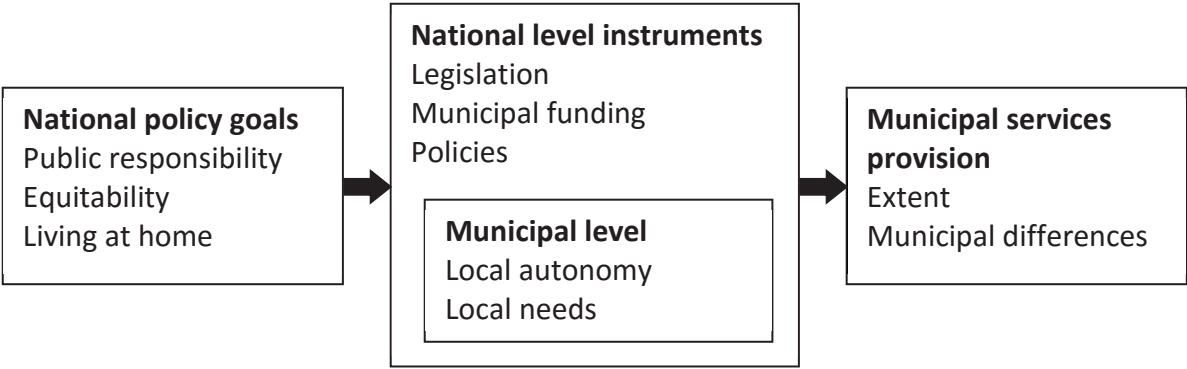 National policy goals
Public responsibility
Equitability
Living at home
National level instruments
Legislation
Municipal funding
Policies
Municipal level
Local autonomy
Local needs
Municipal services
provision
Extent
Municipal differences